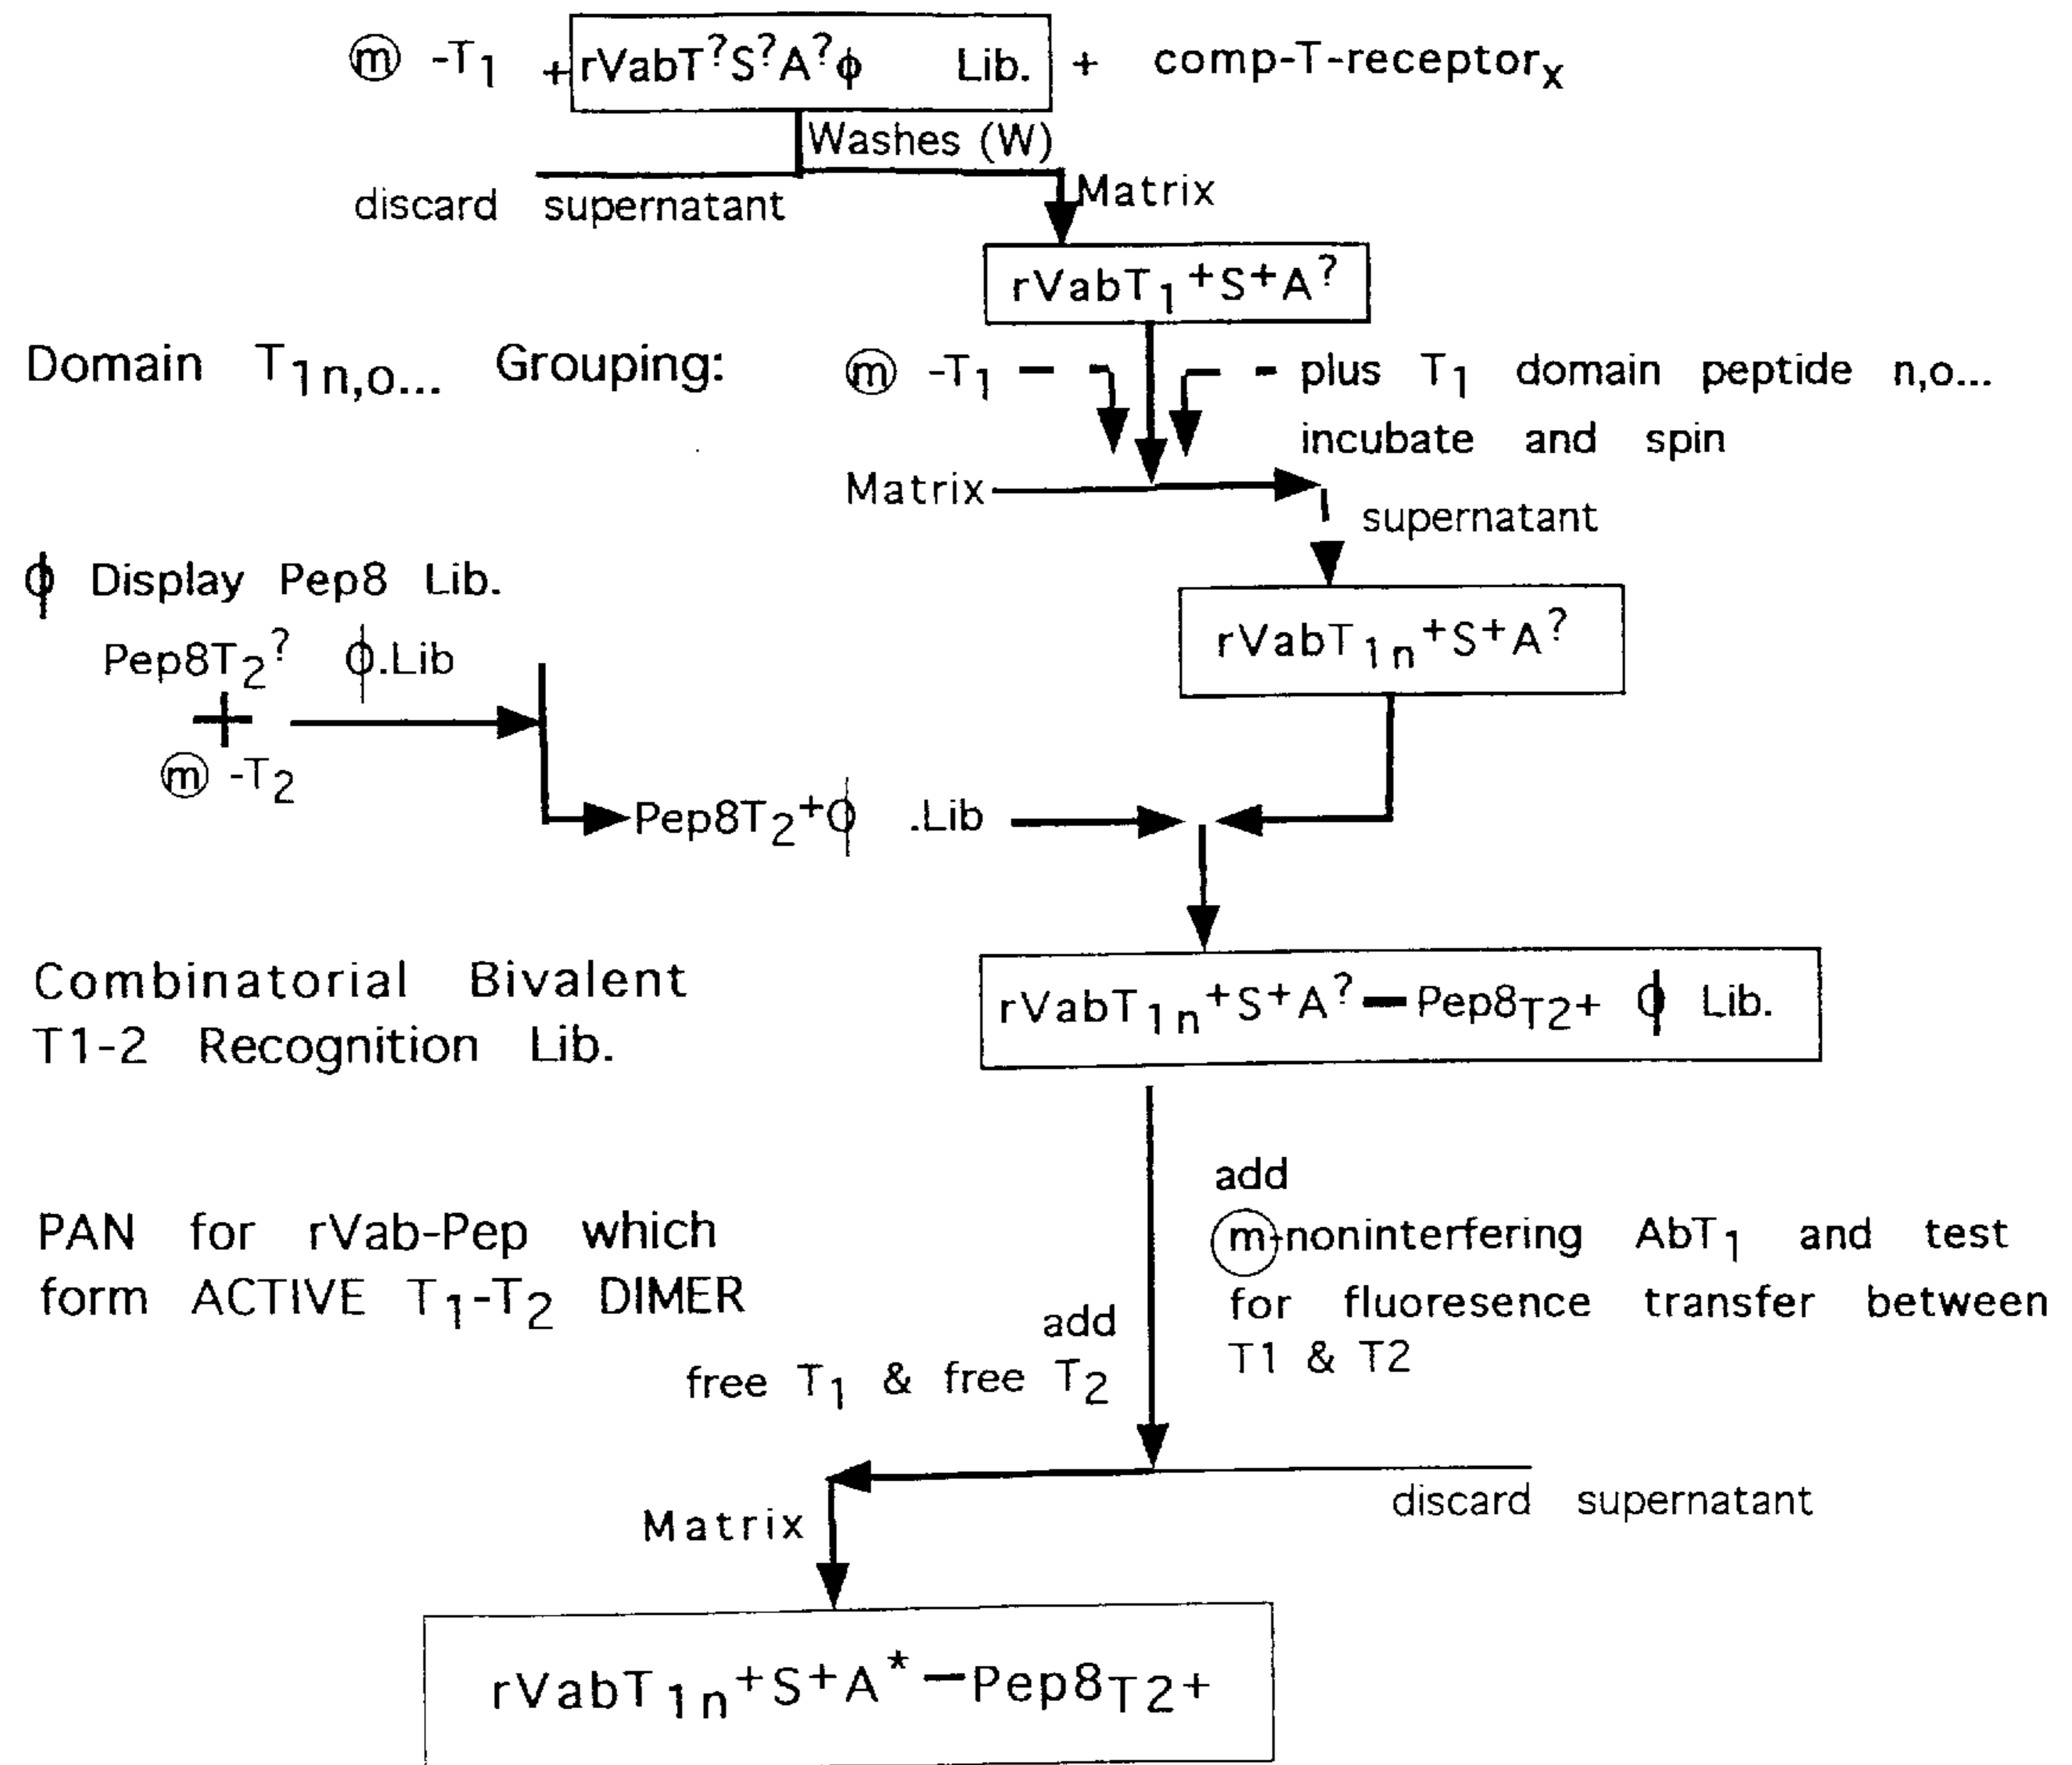 ⓜ -T1 + rVabT?S?A?ϕ Lib. + comp-T-receptorx
Washes (W)
discard supernatant
Matrix
rVabT1+S+A?
Domain T1n,o... Grouping:
ⓜ -T1
plus T1 domain peptide n,o...
incubate and spin
Matrix
supernatant
ϕ Display Pep8 Lib.
Pep8T2? ϕ.Lib
+
ⓜ -T2
rVabT1n+S+A?
Pep8T2+ϕ .Lib
Combinatorial Bivalent
T1-2 Recognition Lib.
rVabT1n+S+A?—Pep8T2+ ϕ Lib.
PAN for rVab-Pep which
form ACTIVE T1-T2 DIMER
add
free T1 & free T2
add
ⓜ-noninterfering AbT1 and test
for fluoresence transfer between
T1 & T2
discard supernatant
Matrix
rVabT1n+S+A*—Pep8T2+